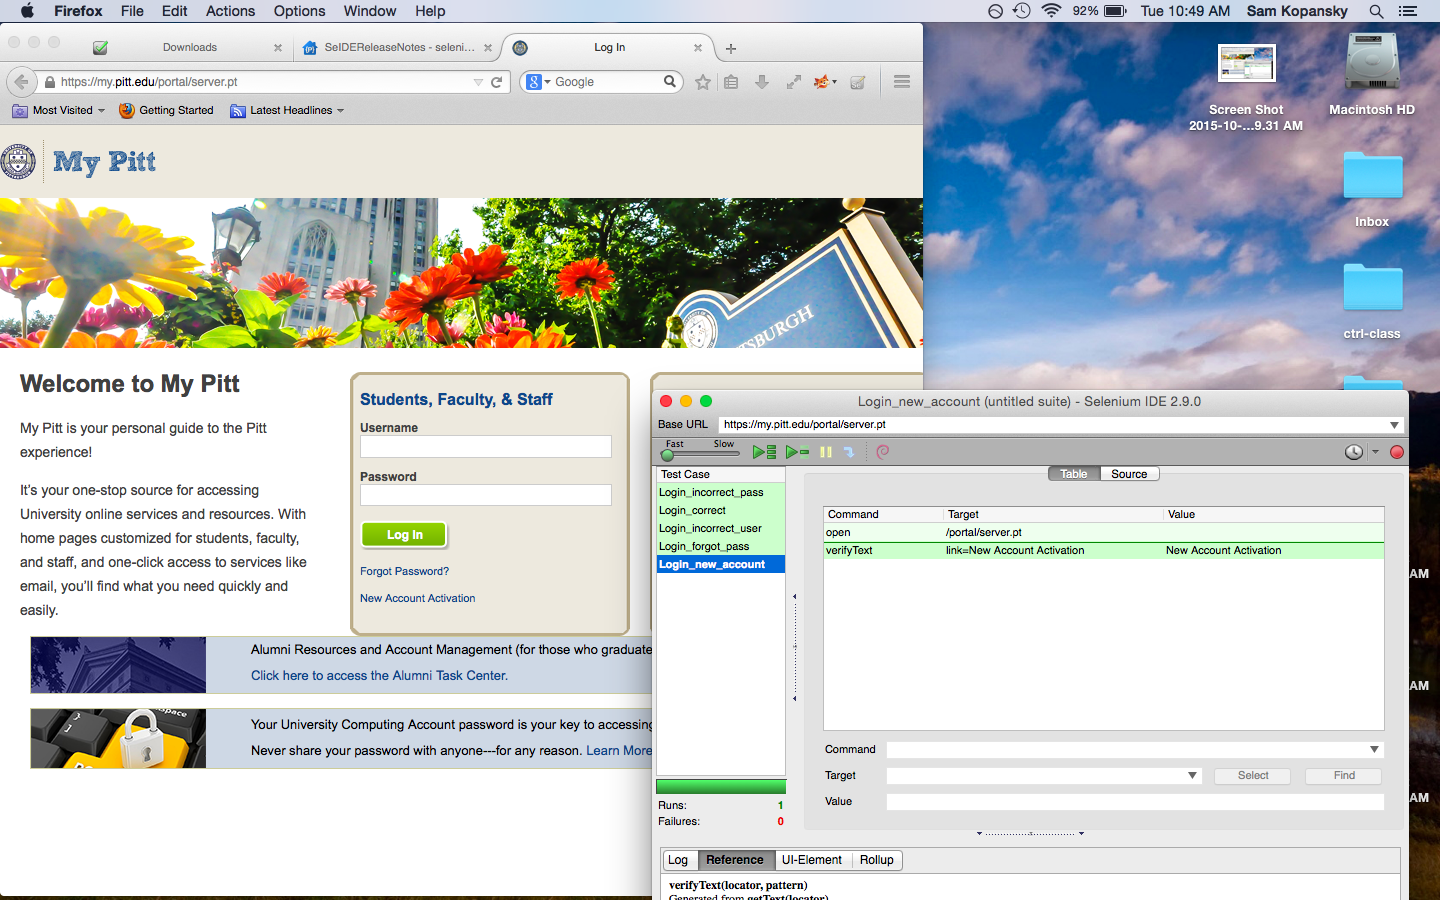 Firefox File Edit Actions Options Window Help
92% Tue 10:49 AM Sam Kopansky
Downloads
SeIDEReleaseNotes - seleni...
Log In
https://my.pitt.edu/portal/server.pt
Google
Most Visited
Getting Started
Latest Headlines
My Pitt
TSBURGH
Welcome to My Pitt
My Pitt is your personal guide to the Pitt
experience!
It's your one-stop source for accessing
University online services and resources. With
home pages customized for students, faculty,
and staff, and one-click access to services like
email, you'll find what you need quickly and
easily.
Students, Faculty, & Staff
Username
Password
Log In
Forgot Password?
New Account Activation
Alumni Resources and Account Management (for those who graduate
Click here to access the Alumni Task Center.
Your University Computing Account password is your key to accessing
Never share your password with anyone---for any reason. Learn More
Screen Shot
2015-10-...9.31 AM
Macintosh HD
Inbox
ctrl-class
AM
AM
AM
Login_new_account (untitled suite) - Selenium IDE 2.9.0
Base URL https://my.pitt.edu/portal/server.pt
Fast Slow
Test Case
Login_incorrect_pass
Login_correct
Login_incorrect_user
Login_forgot_pass
Login_new_account
Runs: 1
Failures: 0
Table Source
Command Target Value
open /portal/server.pt
verifyText link=New Account Activation New Account Activation
Command
Target Select Find
Value
Log Reference UI-Element Rollup
verifyText(locator, pattern)
Generated from getText(locator)